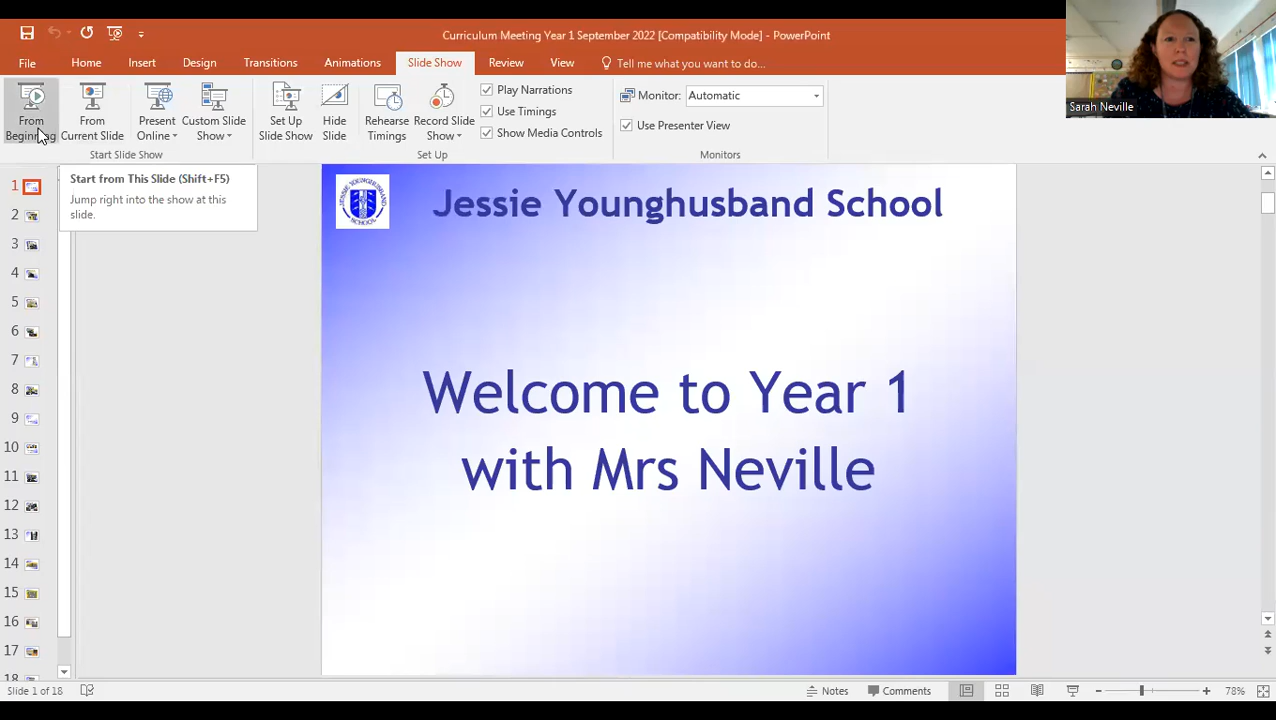 Curriculum Meeting Year 1 September 2022 [Compatibility Mode] - PowerPoint
File Home Insert Design Transitions Animations Slide Show Review View Tell me what you want to do...
From Beginning
From Current Slide
Present Online
Custom Slide Show
Start Slide Show
Set Up Slide Show
Hide Slide
Rehearse Timings
Record Slide Show
Play Narrations
Use Timings
Show Media Controls
Set Up
Monitor: Automatic
Use Presenter View
Monitors
Sarah Neville
Start from This Slide (Shift+F5)
Jump right into the show at this
slide.
1
2
3
4
5
6
7
8
9
10
11
12
13
14
15
16
17
18
JESSIE YOUNGHUSBAND SCHOOL
Jessie Younghusband School
Welcome to Year 1
with Mrs Neville
Slide 1 of 18 Notes Comments 78%